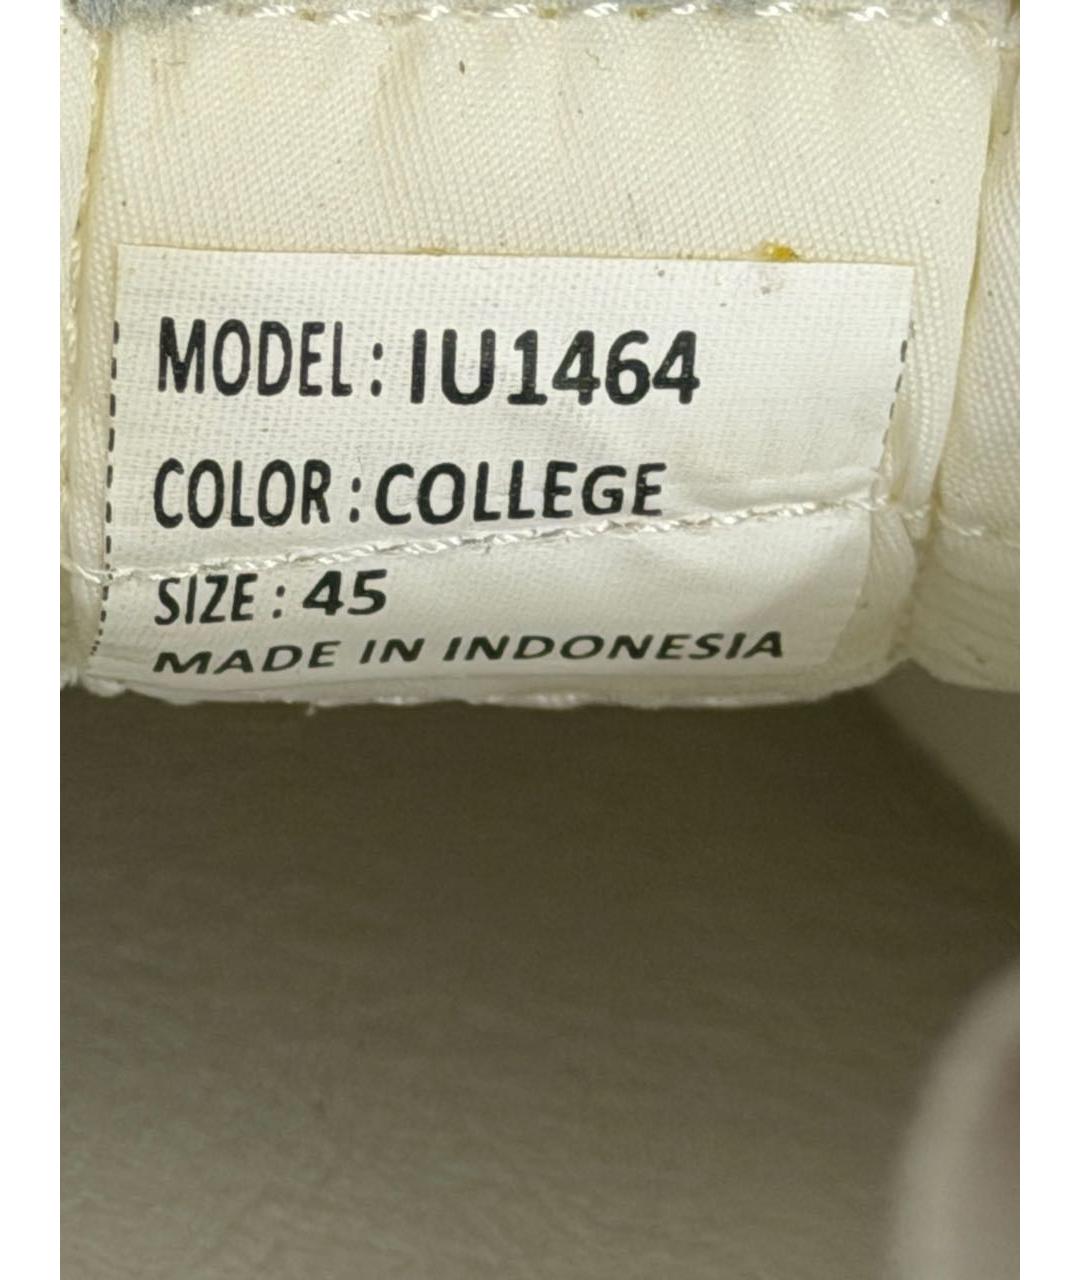 MODEL : IU1464
COLOR : COLLEGE
SIZE : 45
MADE IN INDONESIA